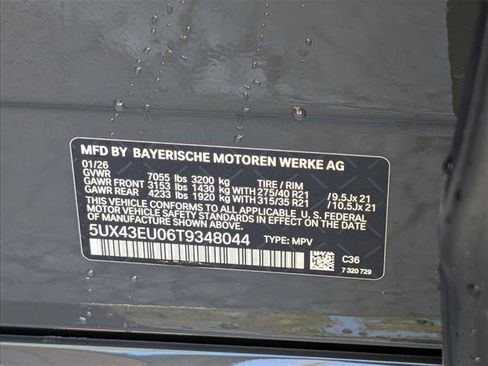 MFD BY BAYERISCHE MOTOREN WERKE AG
01/26
GVWR 7055 lbs 3200 kg TIRE / RIM
GAWR FRONT 3153 lbs 1430 kg WITH 275/40 R21 /9.5Jx 21
GAWR REAR 4233 lbs 1920 kg WITH 315/35 R21 /10.5Jx 21
THIS VEHICLE CONFORMS TO ALL APPLICABLE U.S. FEDERAL
MOTOR VEHICLE SAFETY STANDARDS IN EFFECT
ON THE DATE OF MANUFACTURE SHOWN ABOVE.
5UX43EU06T9348044 TYPE: MPV
C36
7 320 729